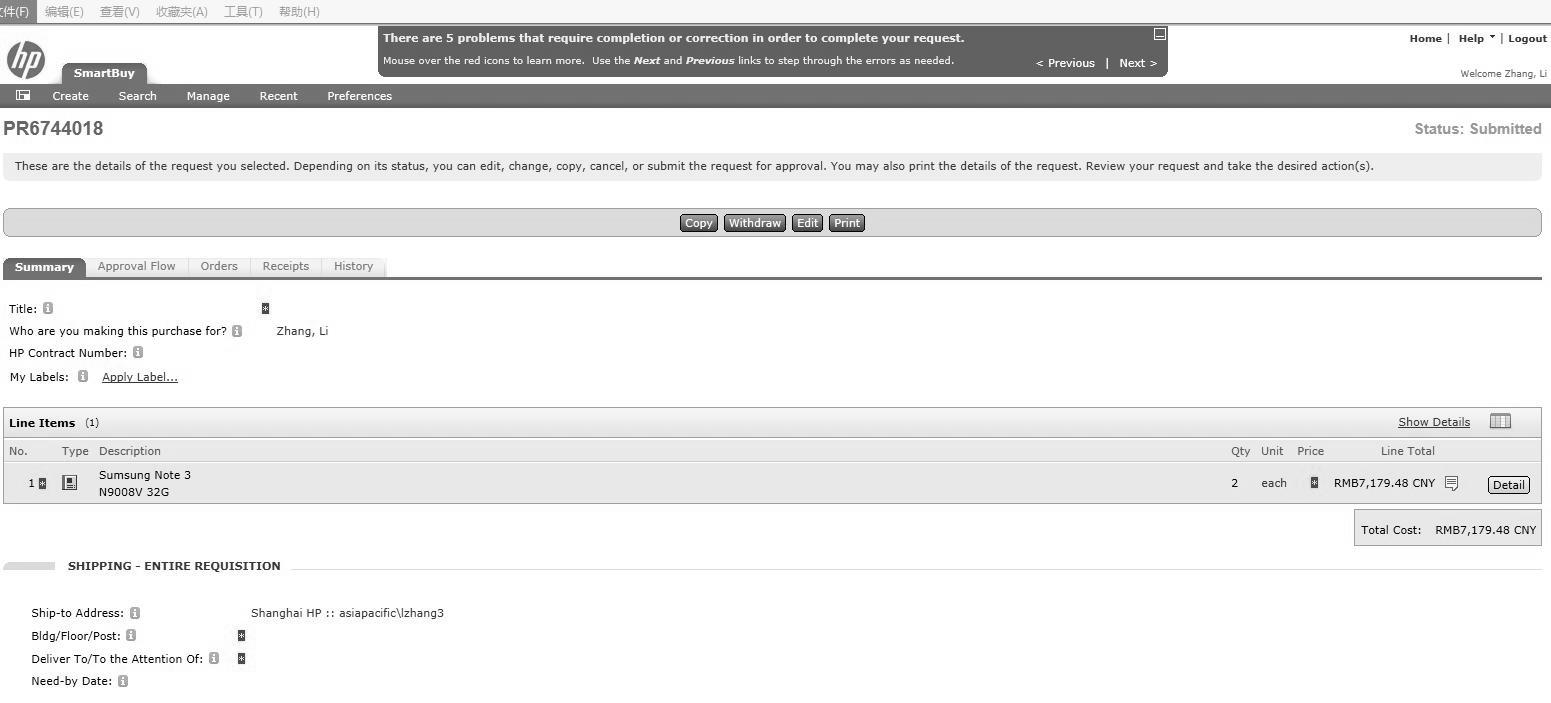 文件(F) 编辑(E) 查看(V) 收藏夹(A) 工具(T) 帮助(H)
hp
SmartBuy
There are 5 problems that require completion or correction in order to complete your request.
Mouse over the red icons to learn more. Use the Next and Previous links to step through the errors as needed.
< Previous | Next >
Home | Help | Logout
Welcome Zhang, Li
Create Search Manage Recent Preferences
PR6744018
Status: Submitted
These are the details of the request you selected. Depending on its status, you can edit, change, copy, cancel, or submit the request for approval. You may also print the details of the request. Review your request and take the desired action(s).
Copy Withdraw Edit Print
Summary Approval Flow Orders Receipts History
Title: *
Who are you making this purchase for? Zhang, Li
HP Contract Number:
My Labels: Apply Label...
Line Items (1) Show Details
No. Type Description Qty Unit Price Line Total
1 * Sumsung Note 3 2 each * RMB7,179.48 CNY Detail
N9008V 32G
Total Cost: RMB7,179.48 CNY
SHIPPING - ENTIRE REQUISITION
Ship-to Address: Shanghai HP :: asiapacific\lzhang3
Bldg/Floor/Post: *
Deliver To/To the Attention Of: *
Need-by Date: